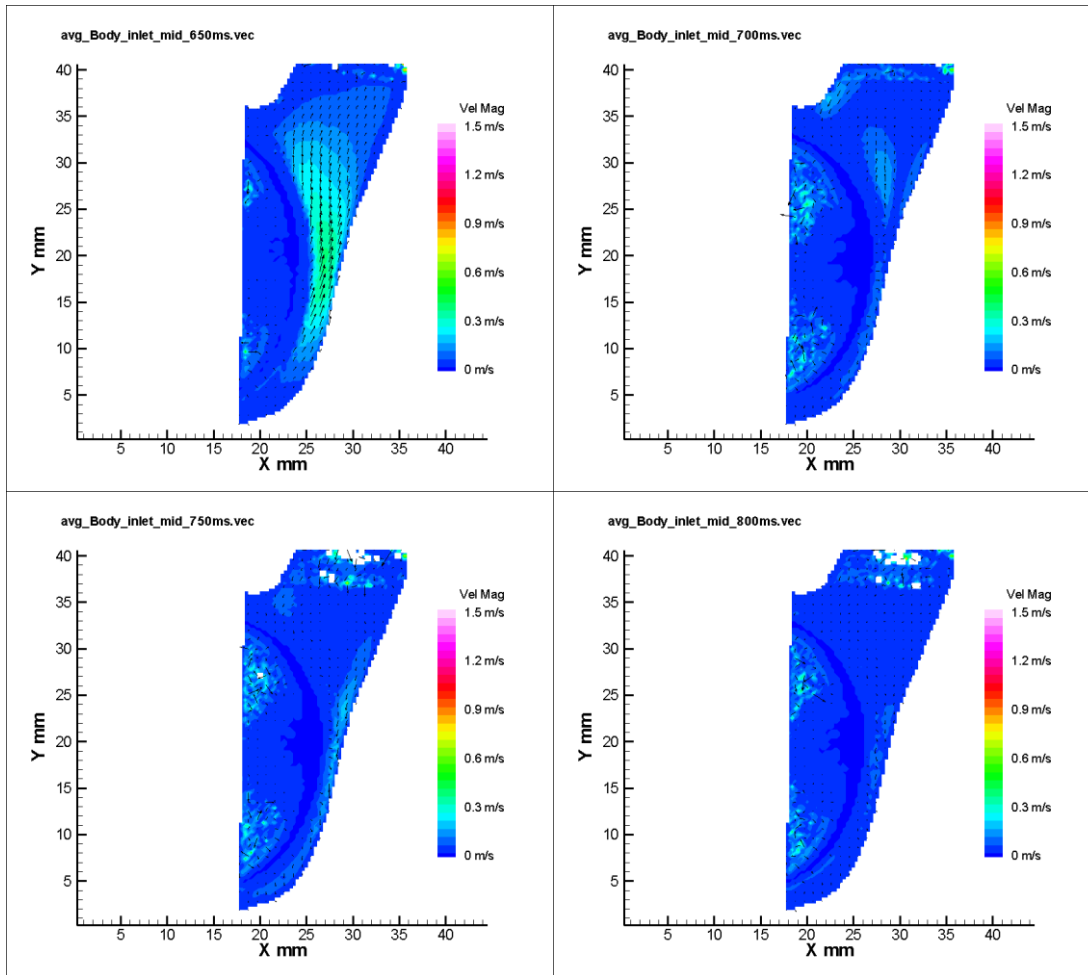 avg_Body_inlet_mid_650ms.vec
Vel Mag
1.5 m/s
1.2 m/s
0.9 m/s
0.6 m/s
0.3 m/s
0 m/s
Y mm
40
35
30
25
20
15
10
5
5 10 15 20 25 30 35 40
X mm
avg_Body_inlet_mid_700ms.vec
Vel Mag
1.5 m/s
1.2 m/s
0.9 m/s
0.6 m/s
0.3 m/s
0 m/s
Y mm
40
35
30
25
20
15
10
5
5 10 15 20 25 30 35 40
X mm
avg_Body_inlet_mid_750ms.vec
Vel Mag
1.5 m/s
1.2 m/s
0.9 m/s
0.6 m/s
0.3 m/s
0 m/s
Y mm
40
35
30
25
20
15
10
5
5 10 15 20 25 30 35 40
X mm
avg_Body_inlet_mid_800ms.vec
Vel Mag
1.5 m/s
1.2 m/s
0.9 m/s
0.6 m/s
0.3 m/s
0 m/s
Y mm
40
35
30
25
20
15
10
5
5 10 15 20 25 30 35 40
X mm